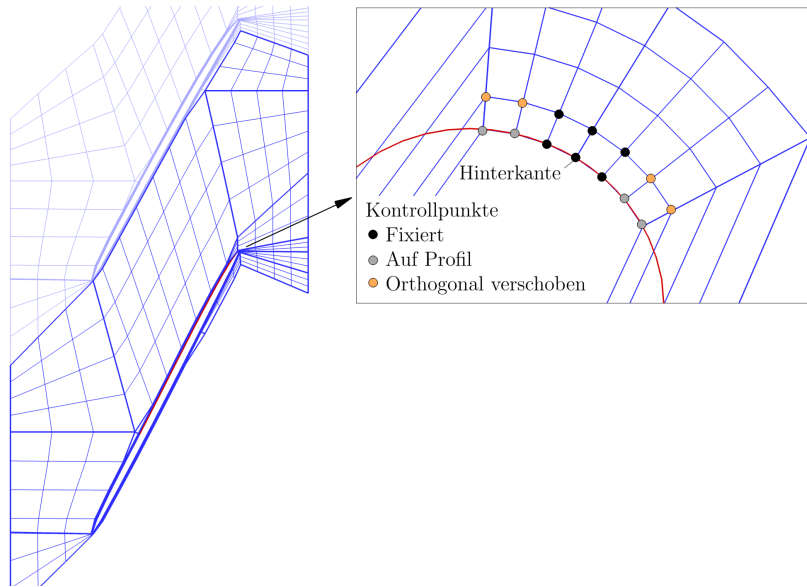 Hinterkante
Kontrollpunkte
Fixiert
Auf Profil
Orthogonal verschoben